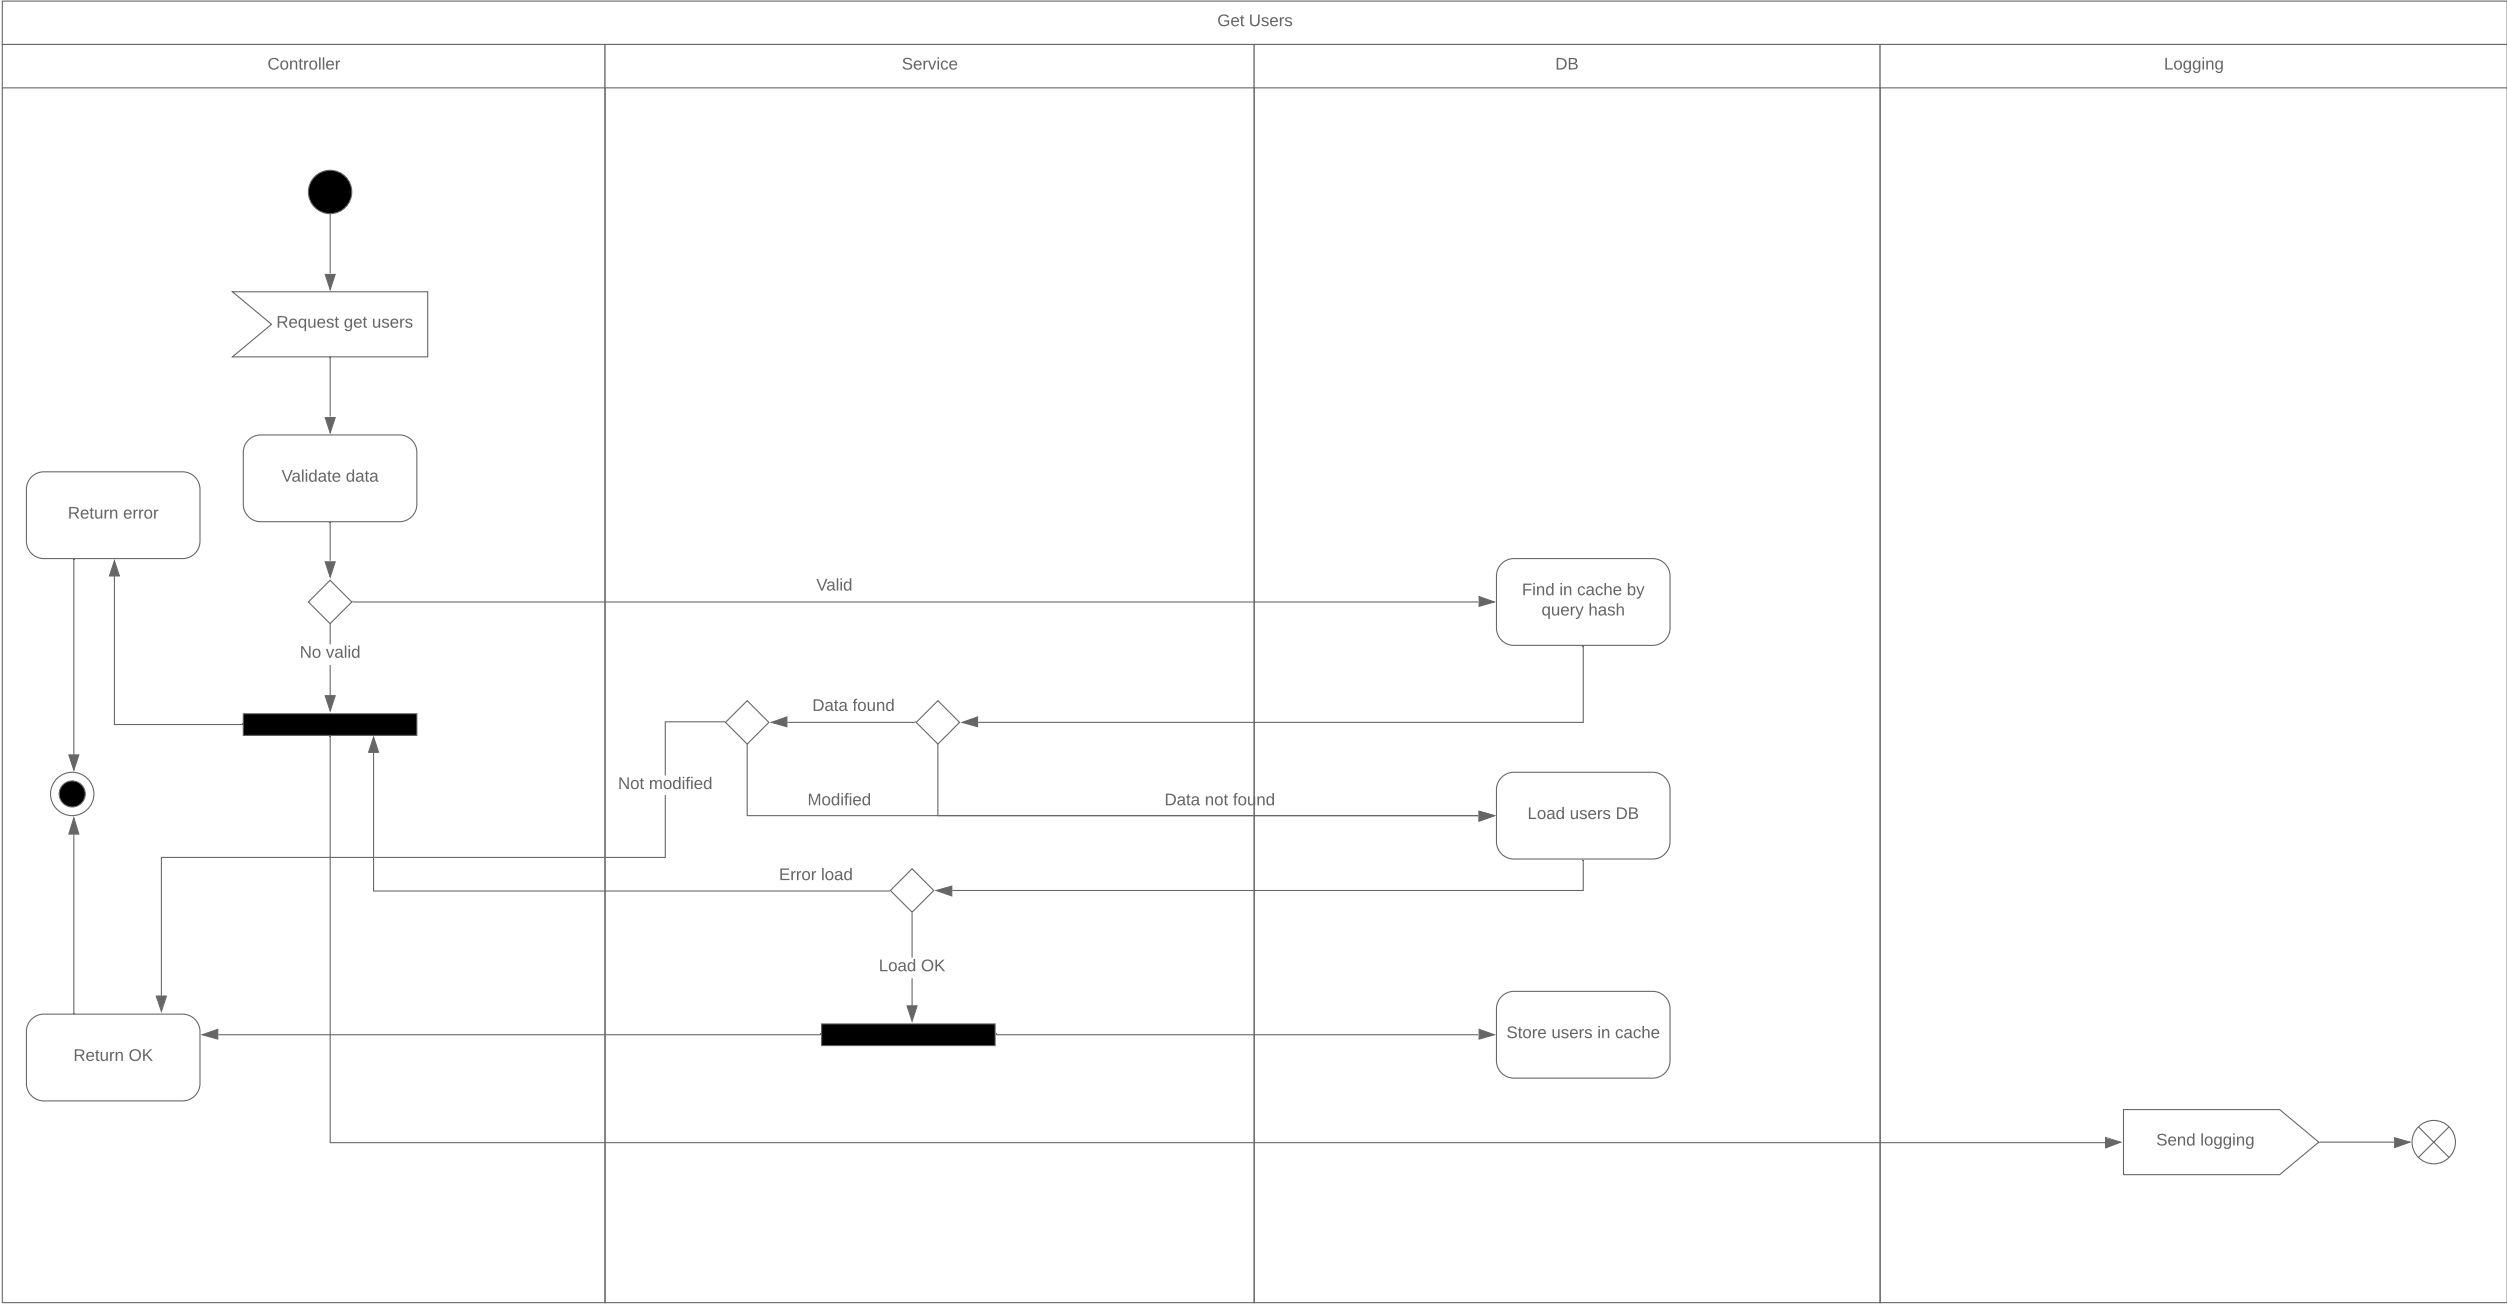 Get Users
Controller
Service
DB
Logging
Request get users
Validate data
Return error
Valid
Find in cache by
query hash
No valid
Data found
Not modified
Modified
Data not found
Load users DB
Error load
Load OK
Return OK
Store users in cache
Send logging